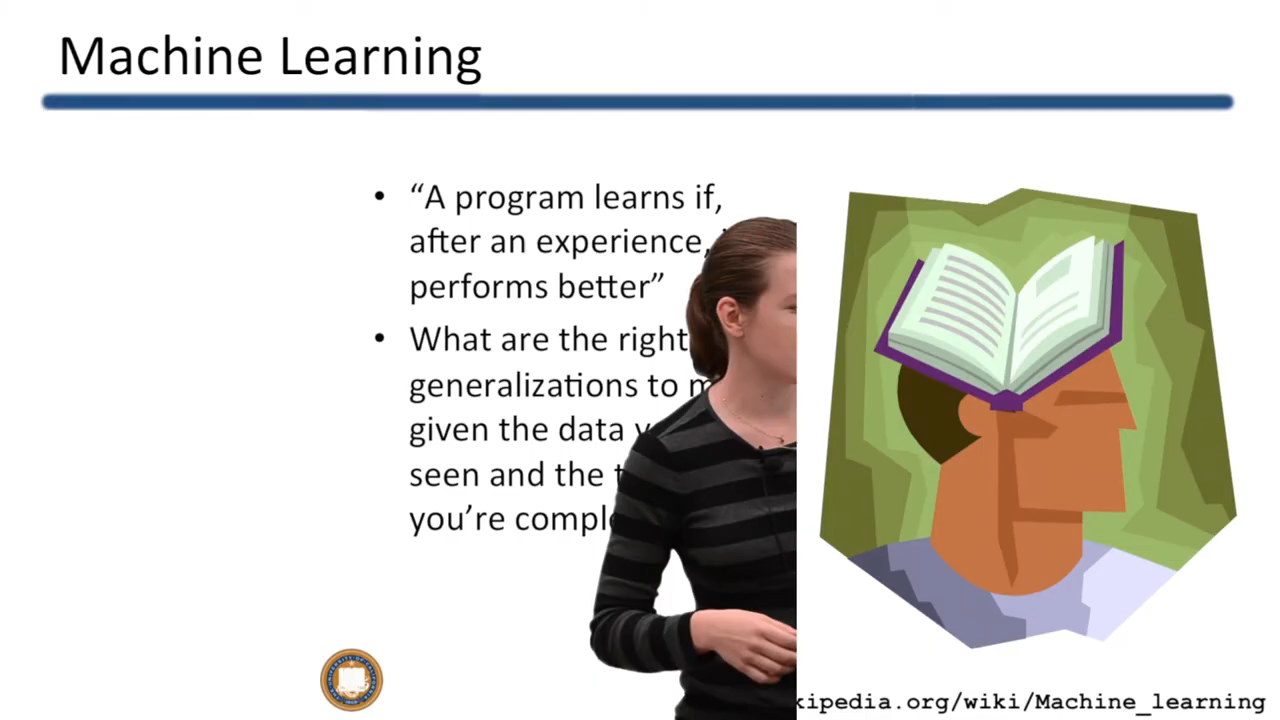 Machine Learning
• “A program learns if,
after an experience,
performs better”
• What are the right
generalizations to
given the data
seen and the
you’re
kipedia.org/wiki/Machine_learning